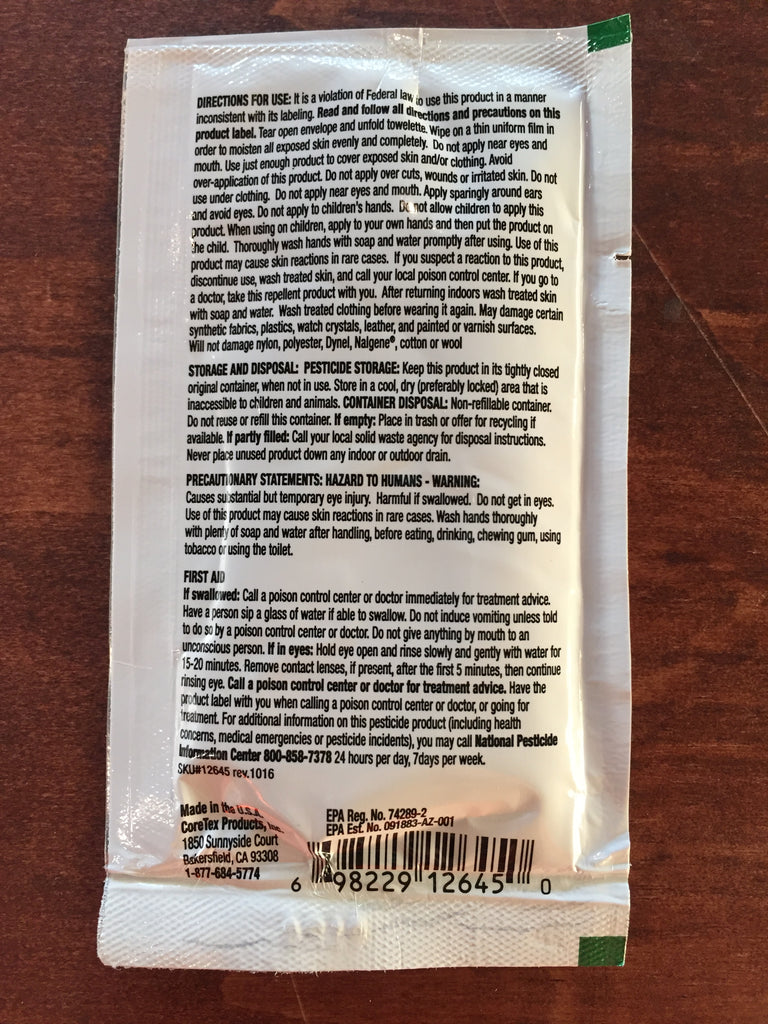 DIRECTIONS FOR USE: It is a violation of Federal law to use this product in a manner
inconsistent with its labeling. Read and follow all directions and precautions on this
product label. Tear open envelope and unfold towelette. Wipe on a thin uniform film in
order to moisten all exposed skin evenly and completely. Do not apply near eyes and
mouth. Use just enough product to cover exposed skin and/or clothing. Avoid
over-application of this product. Do not apply over cuts, wounds or irritated skin. Do not
use under clothing. Do not apply near eyes and mouth. Apply sparingly around ears
and avoid eyes. Do not apply to children's hands. Do not allow children to apply this
product. When using on children, apply to your own hands and then put the product on
the child. Thoroughly wash hands with soap and water promptly after using. Use of this
product may cause skin reactions in rare cases. If you suspect a reaction to this product,
discontinue use, wash treated skin, and call your local poison control center. If you go to
a doctor, take this repellent product with you. After returning indoors wash treated skin
with soap and water. Wash treated clothing before wearing it again. May damage certain
synthetic fabrics, plastics, watch crystals, leather, and painted or varnish surfaces.
Will not damage nylon, polyester, Dynel, Nalgene®, cotton or wool
STORAGE AND DISPOSAL: PESTICIDE STORAGE: Keep this product in its tightly closed
original container, when not in use. Store in a cool, dry (preferably locked) area that is
inaccessible to children and animals. CONTAINER DISPOSAL: Non-refillable container.
Do not reuse or refill this container. If empty: Place in trash or offer for recycling if
available. If partly filled: Call your local solid waste agency for disposal instructions.
Never place unused product down any indoor or outdoor drain.
PRECAUTIONARY STATEMENTS: HAZARD TO HUMANS - WARNING:
Causes substantial but temporary eye injury. Harmful if swallowed. Do not get in eyes.
Use of this product may cause skin reactions in rare cases. Wash hands thoroughly
with plenty of soap and water after handling, before eating, drinking, chewing gum, using
tobacco or using the toilet.
FIRST AID
If swallowed: Call a poison control center or doctor immediately for treatment advice.
Have a person sip a glass of water if able to swallow. Do not induce vomiting unless told
to do so by a poison control center or doctor. Do not give anything by mouth to an
unconscious person. If in eyes: Hold eye open and rinse slowly and gently with water for
15-20 minutes. Remove contact lenses, if present, after the first 5 minutes, then continue
rinsing eye. Call a poison control center or doctor for treatment advice. Have the
product label with you when calling a poison control center or doctor, or going for
treatment. For additional information on this pesticide product (including health
concerns, medical emergencies or pesticide incidents), you may call National Pesticide
Information Center 800-858-7378 24 hours per day, 7days per week.
SKU#12645 rev.1016
Made in the U.S.A.
CoreTex Products, Inc.
1850 Sunnyside Court
Bakersfield, CA 93308
1-877-684-5774
EPA Reg. No. 74289-2
EPA Est. No. 091883-AZ-001
6 98229 12645 0